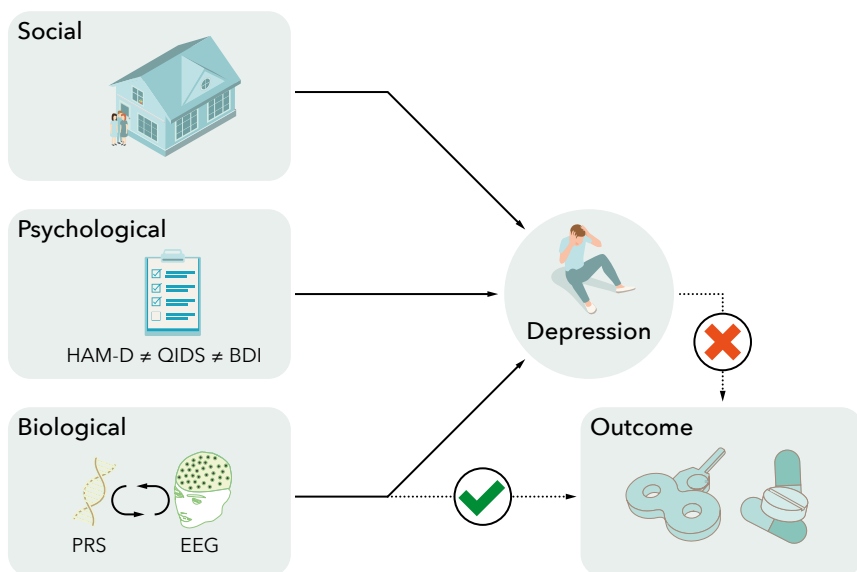 Social
Psychological
HAM-D ≠ QIDS ≠ BDI
Depression
Biological
PRS
EEG
Outcome